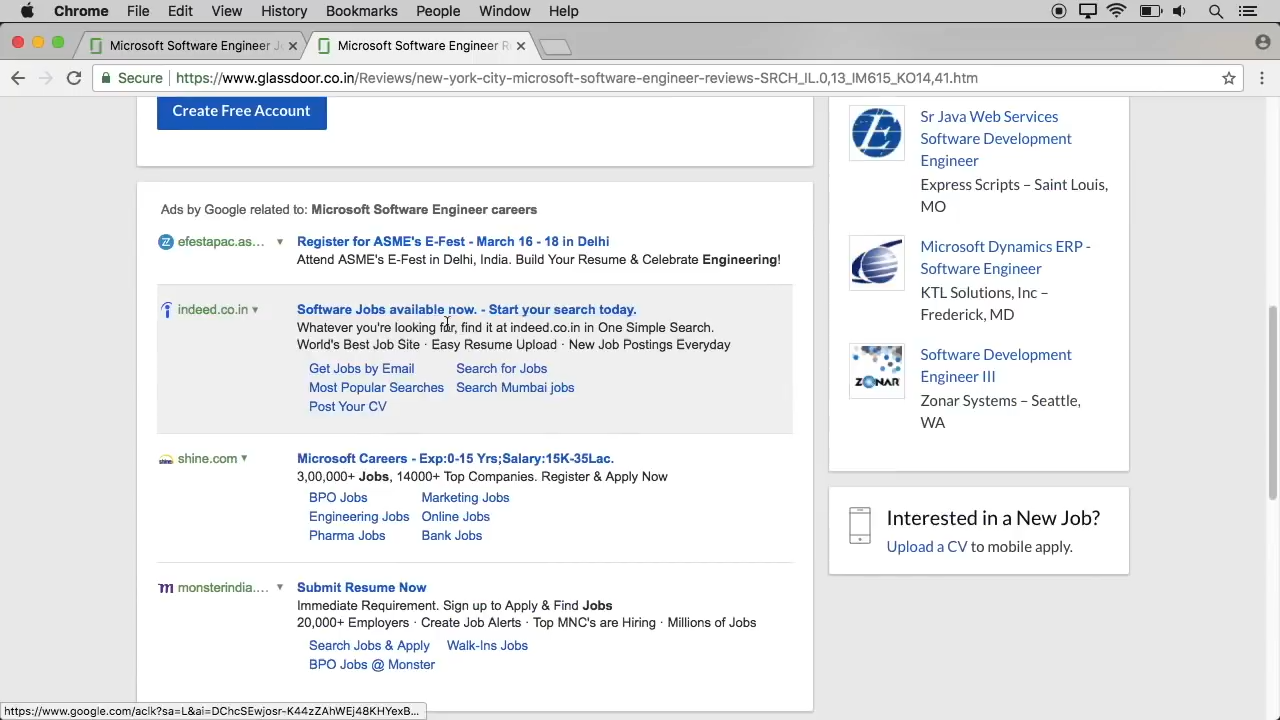 Chrome File Edit View History Bookmarks People Window Help
Microsoft Software Engineer J
Microsoft Software Engineer R
Secure https://www.glassdoor.co.in/Reviews/new-york-city-microsoft-software-engineer-reviews-SRCH_IL.0,13_IM615_KO14,41.htm
Create Free Account
Ads by Google related to: Microsoft Software Engineer careers
efestapac.as...
Register for ASME's E-Fest - March 16 - 18 in Delhi
Attend ASME's E-Fest in Delhi, India. Build Your Resume & Celebrate Engineering!
indeed.co.in
Software Jobs available now. - Start your search today.
Whatever you're looking for, find it at indeed.co.in in One Simple Search.
World's Best Job Site · Easy Resume Upload · New Job Postings Everyday
Get Jobs by Email Search for Jobs
Most Popular Searches Search Mumbai jobs
Post Your CV
shine.com
Microsoft Careers - Exp:0-15 Yrs;Salary:15K-35Lac.
3,00,000+ Jobs, 14000+ Top Companies. Register & Apply Now
BPO Jobs Marketing Jobs
Engineering Jobs Online Jobs
Pharma Jobs Bank Jobs
monsterindia....
Submit Resume Now
Immediate Requirement. Sign up to Apply & Find Jobs
20,000+ Employers · Create Job Alerts · Top MNC's are Hiring · Millions of Jobs
Search Jobs & Apply Walk-Ins Jobs
BPO Jobs @ Monster
Sr Java Web Services
Software Development
Engineer
Express Scripts – Saint Louis,
MO
Microsoft Dynamics ERP -
Software Engineer
KTL Solutions, Inc –
Frederick, MD
ZONAR
Software Development
Engineer III
Zonar Systems – Seattle,
WA
Interested in a New Job?
Upload a CV to mobile apply.
https://www.google.com/aclk?sa=L&ai=DChcSEwjosr-K44zZAhWEj48KHYexB...